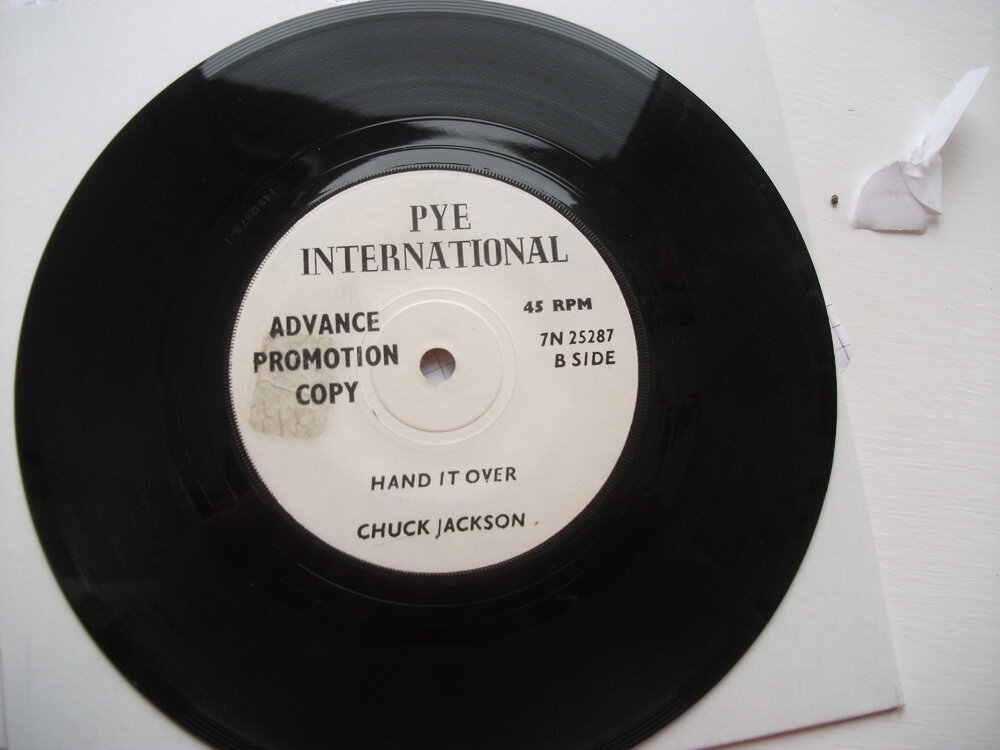 PYE
INTERNATIONAL
ADVANCE
PROMOTION
COPY
45 RPM
7N 25287
B SIDE
HAND IT OVER
CHUCK JACKSON